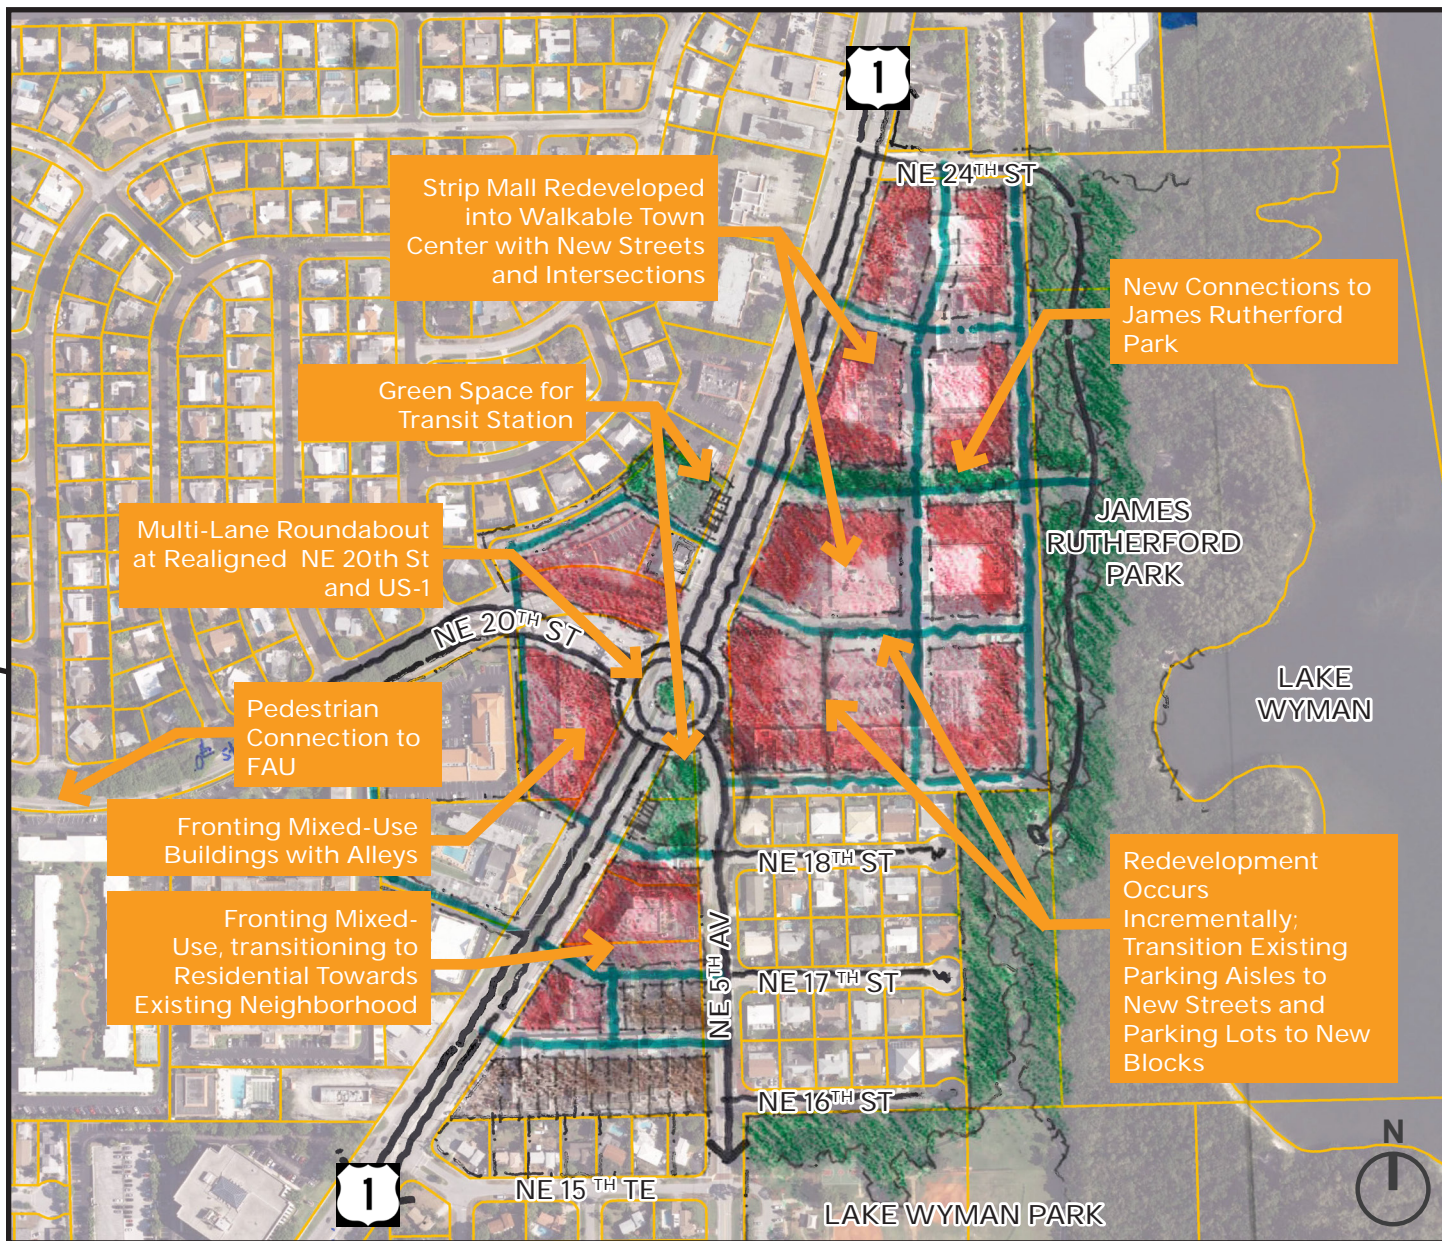 1
NE 24TH ST
Strip Mall Redeveloped
into Walkable Town
Center with New Streets
and Intersections
New Connections to
James Rutherford
Park
Green Space for
Transit Station
Multi-Lane Roundabout
at Realigned NE 20th St
and US-1
JAMES
RUTHERFORD
PARK
NE 20TH ST
LAKE
WYMAN
Pedestrian
Connection to
FAU
Fronting Mixed-Use
Buildings with Alleys
NE 18TH ST
Redevelopment
Occurs
Incrementally;
Transition Existing
Parking Aisles to
New Streets and
Parking Lots to New
Blocks
Fronting Mixed-
Use, transitioning to
Residential Towards
Existing Neighborhood
NE 5TH AV
NE 17 TH ST
NE 16TH ST
N
1
NE 15 TH TE
LAKE WYMAN PARK